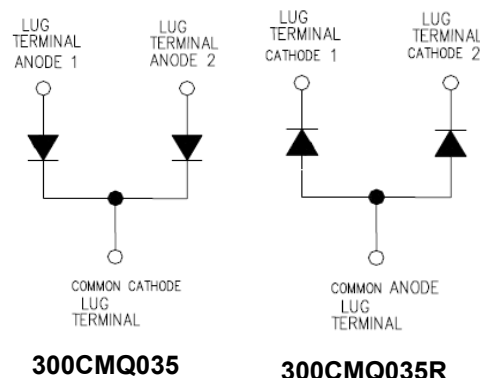 LUG
TERMINAL
ANODE 1
LUG
TERMINAL
ANODE 2
COMMON CATHODE
LUG
TERMINAL
300CMQ035
LUG
TERMINAL
CATHODE 1
LUG
TERMINAL
CATHODE 2
COMMON ANODE
LUG
TERMINAL
300CMQ035R